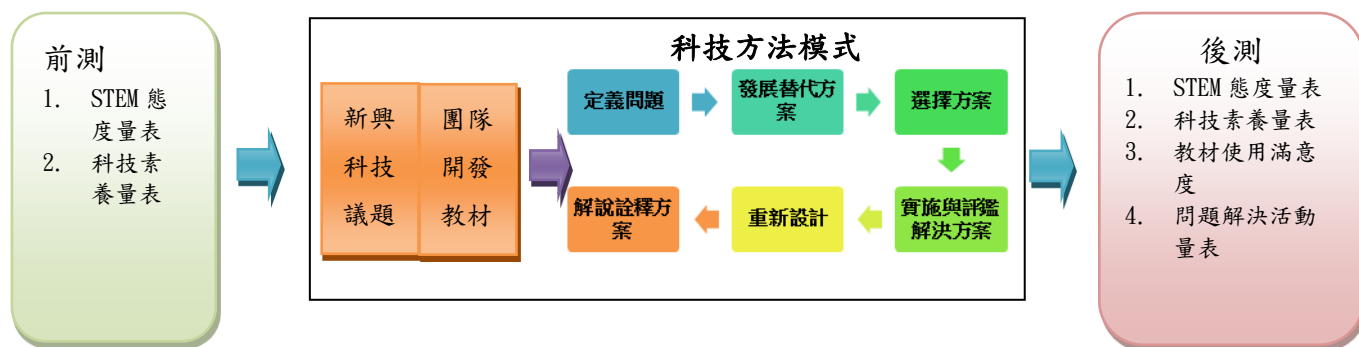 前測
1. STEM 態
度量表
2. 科技素
養量表
科技方法模式
新興
科技
議題
團隊
開發
教材
定義問題
發展替代方
案
選擇方案
實施與評鑑
解決方案
重新設計
解說詮釋方
案
後測
1. STEM 態度量表
2. 科技素養量表
3. 教材使用滿意
度
4. 問題解決活動
量表